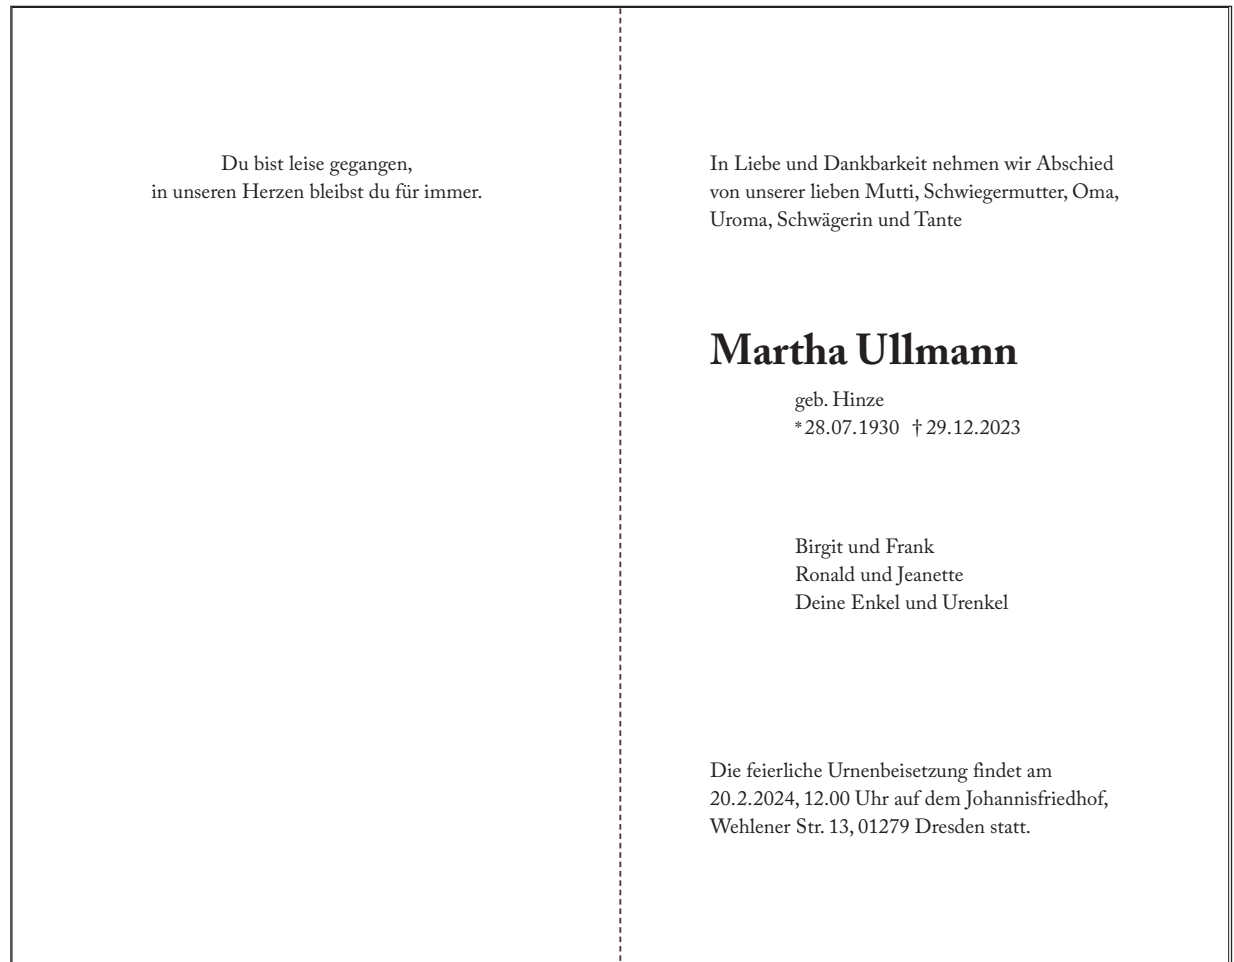 Du bist leise gegangen,
in unseren Herzen bleibst du für immer.
In Liebe und Dankbarkeit nehmen wir Abschied
von unserer lieben Mutti, Schwiegermutter, Oma,
Uroma, Schwägerin und Tante
Martha Ullmann
geb. Hinze
*28.07.1930 † 29.12.2023
Birgit und Frank
Ronald und Jeanette
Deine Enkel und Urenkel
Die feierliche Urnenbeisetzung findet am
20.2.2024, 12.00 Uhr auf dem Johannisfriedhof,
Wehlener Str. 13, 01279 Dresden statt.